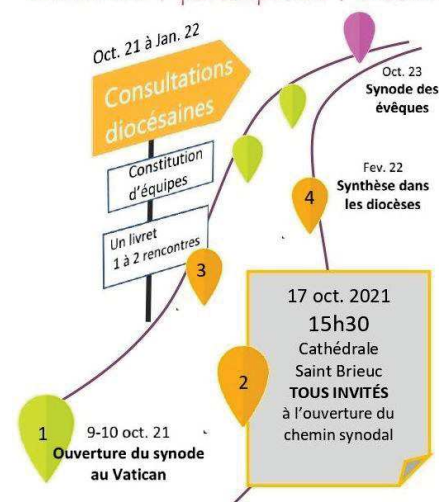 Oct. 21 à Jan. 22
Consultations
diocésaines
Constitution
d'équipes
Un livret
1 à 2 rencontres
Oct. 23
Synode des
évêques
Fev. 22
4
Synthèse dans
les diocèses
3
17 oct. 2021
15h30
Cathédrale
Saint Brieuc
2
TOUS INVITÉS
à l'ouverture du
chemin synodal
1
9-10 oct. 21
Ouverture du synode
au Vatican